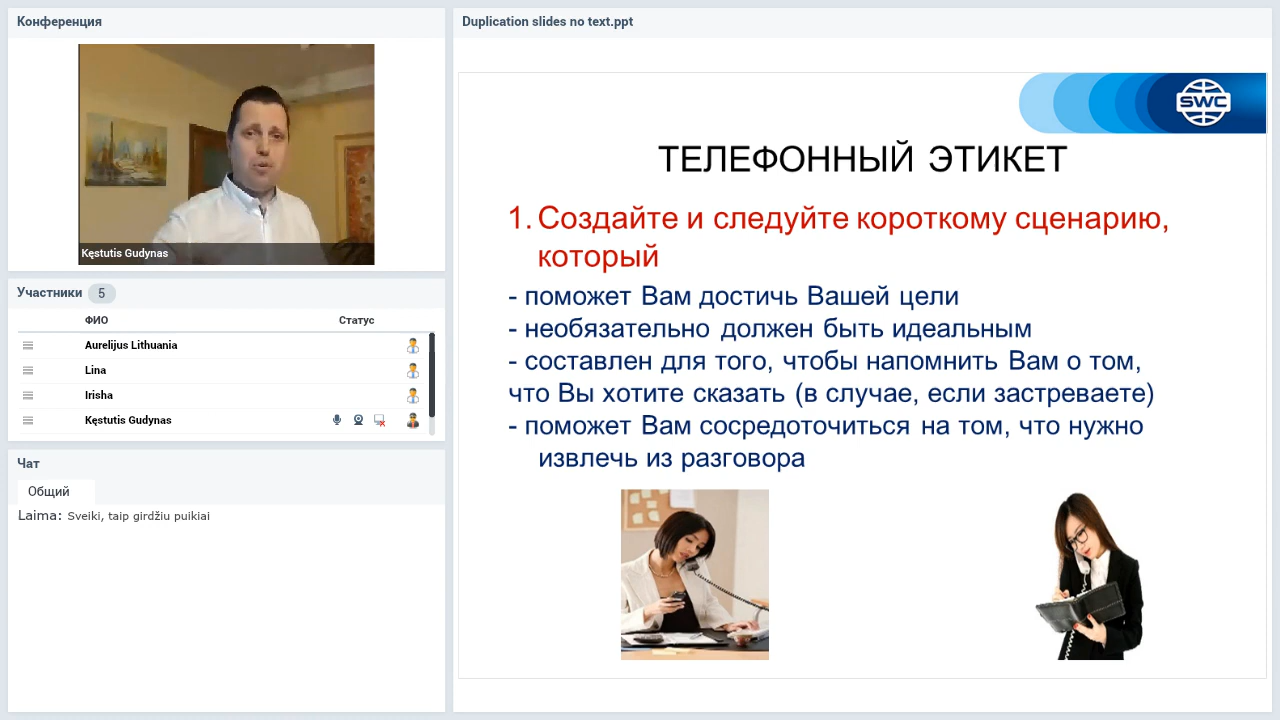 Конференция
Kęstutis Gudynas
Участники 5
ФИО Статус
Aurelijus Lithuania
Lina
Irisha
Kęstutis Gudynas
Чат
Общий
Laima: Sveiki, taip girdžiu puikiai
Duplication slides no text.ppt
SWC
ТЕЛЕФОННЫЙ ЭТИКЕТ
1. Создайте и следуйте короткому сценарию,
который
- поможет Вам достичь Вашей цели
- необязательно должен быть идеальным
- составлен для того, чтобы напомнить Вам о том,
что Вы хотите сказать (в случае, если застреваете)
- поможет Вам сосредоточиться на том, что нужно
извлечь из разговора